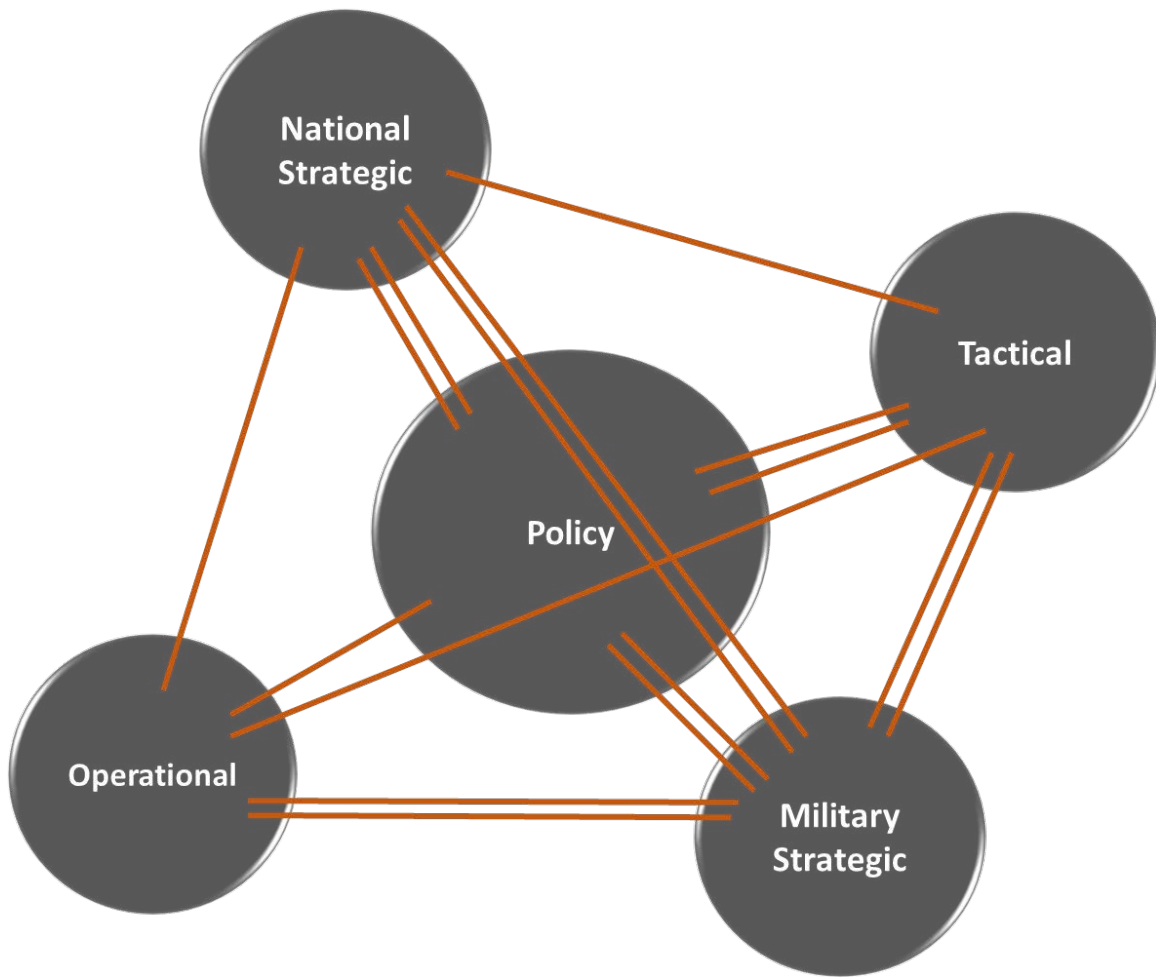 National
Strategic
Tactical
Policy
Operational
Military
Strategic